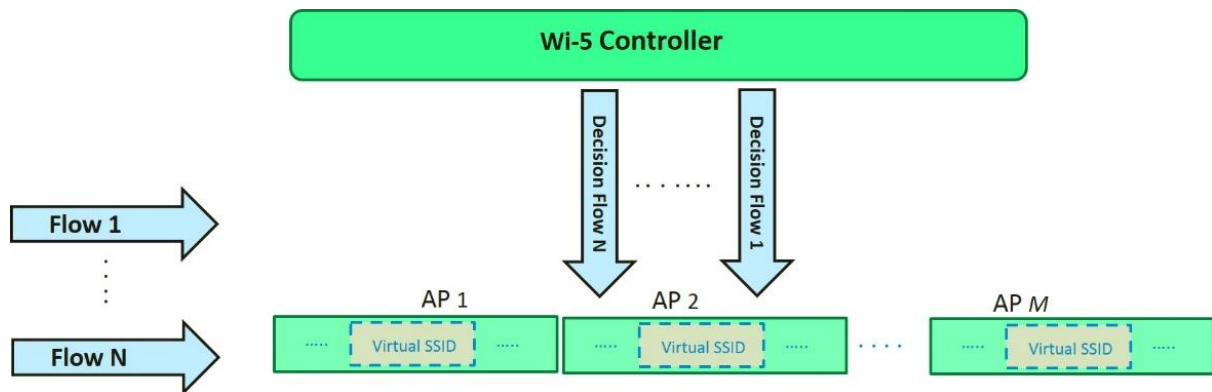 Wi-5 Controller
Decision Flow N
.......
Decision Flow 1
Flow 1
.....
Flow N
AP 1
AP 2
AP M
..... Virtual SSID .....
..... Virtual SSID .....
....
..... Virtual SSID .....